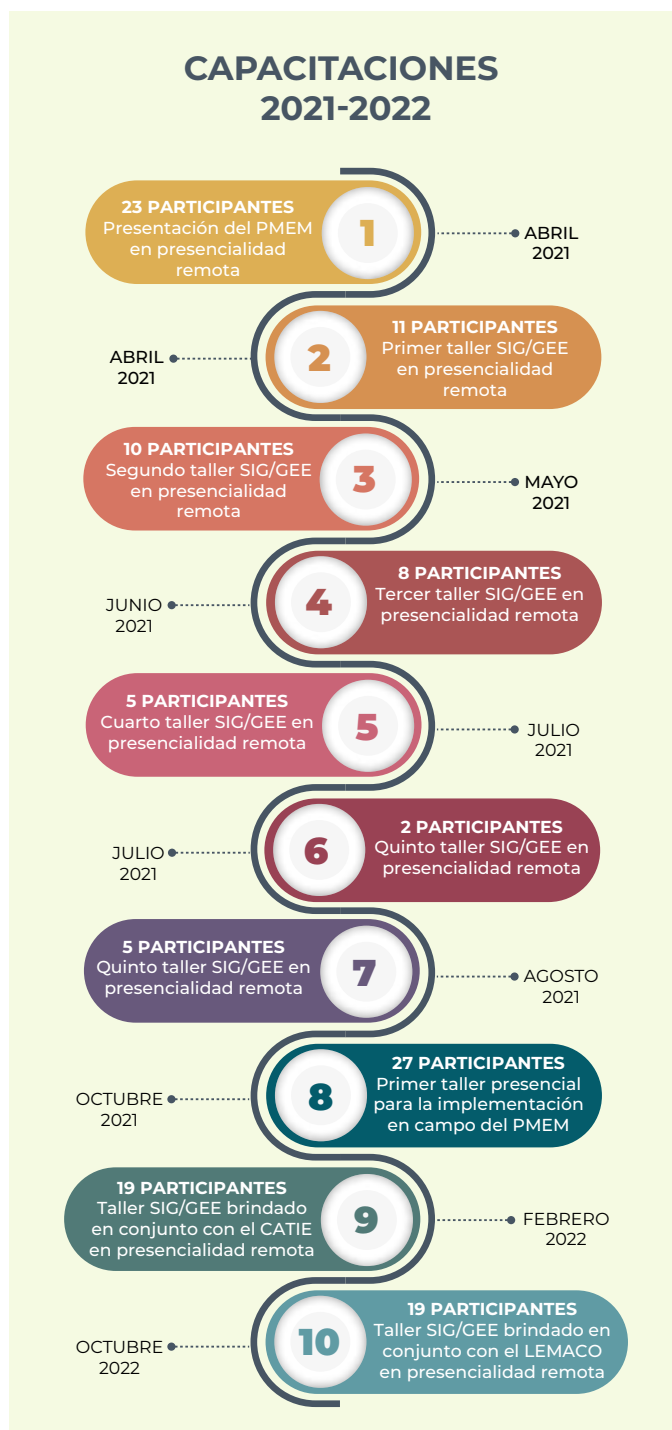 CAPACITACIONES
2021-2022
23 PARTICIPANTES
Presentación del PMEM
en presencialidad
remota
1
ABRIL
2021
ABRIL
2021
2
11 PARTICIPANTES
Primer taller SIG/GEE
en presencialidad
remota
10 PARTICIPANTES
Segundo taller SIG/GEE
en presencialidad
remota
3
MAYO
2021
JUNIO
2021
4
8 PARTICIPANTES
Tercer taller SIG/GEE en
presencialidad remota
5 PARTICIPANTES
Cuarto taller SIG/GEE en
presencialidad remota
5
JULIO
2021
JULIO
2021
6
2 PARTICIPANTES
Quinto taller SIG/GEE en
presencialidad remota
5 PARTICIPANTES
Quinto taller SIG/GEE en
presencialidad remota
7
AGOSTO
2021
OCTUBRE
2021
8
27 PARTICIPANTES
Primer taller presencial
para la implementación
en campo del PMEM
19 PARTICIPANTES
Taller SIG/GEE brindado
en conjunto con el CATIE
en presencialidad remota
9
FEBRERO
2022
OCTUBRE
2022
10
19 PARTICIPANTES
Taller SIG/GEE brindado en
conjunto con el LEMACO
en presencialidad remota